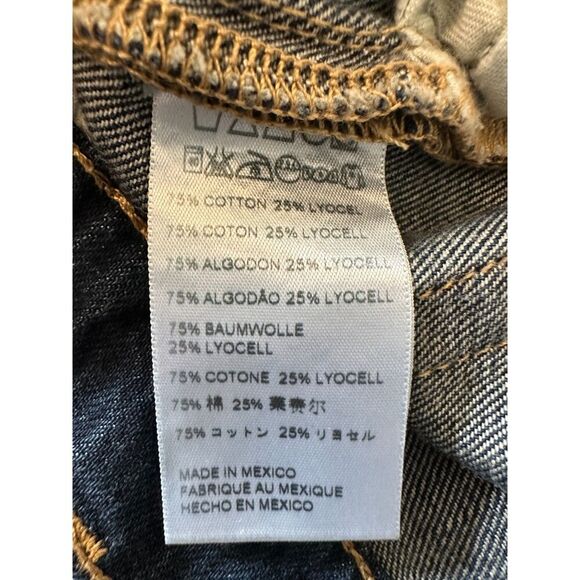 75% COTTON 25% LYOCEL
75% COTON 25% LYOCELL
75% ALGODON 25% LYOCELL
75% ALGODÃO 25% LYOCELL
75% BAUMWOLLE
25% LYOCELL
75% COTONE 25% LYOCELL
75% 棉 25% 莱赛尔
75% コットン 25% リヨセル
MADE IN MEXICO
FABRIQUE AU MEXIQUE
HECHO EN MEXICO